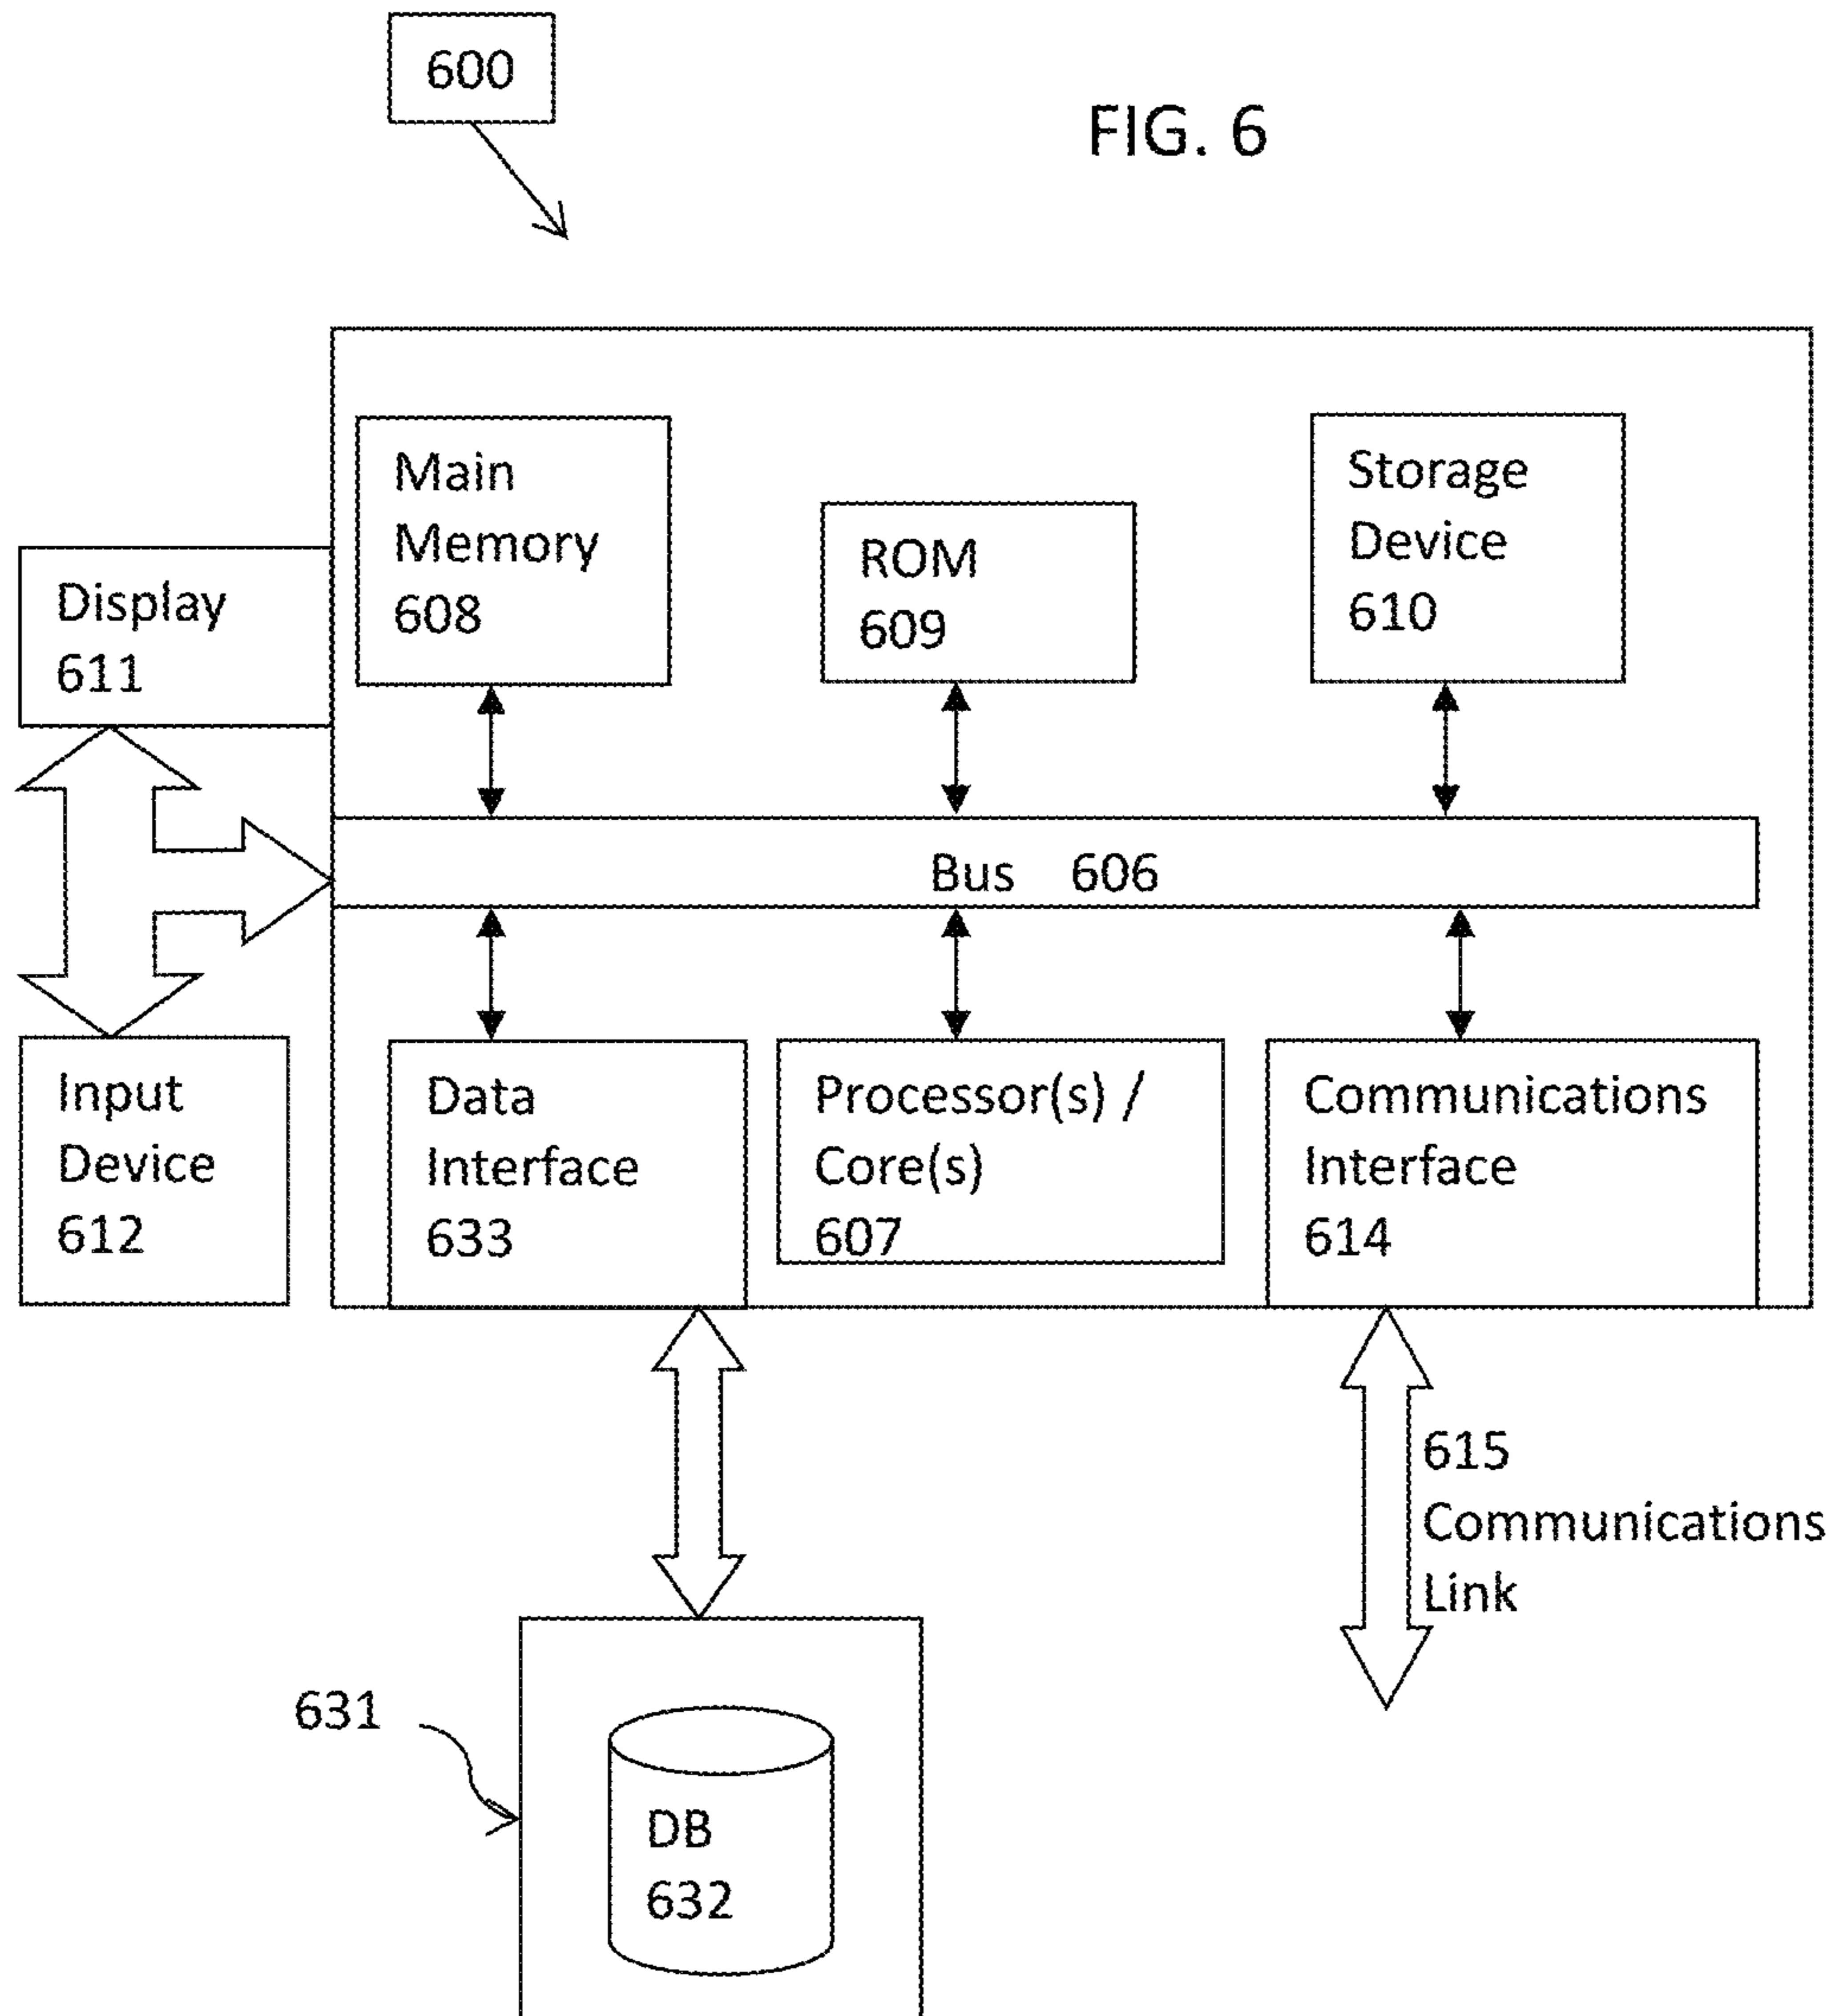 600
FIG. 6
Main
Memory
608
ROM
609
Storage
Device
610
Display
611
Bus 606
Input
Device
612
Data
Interface
633
Processor(s) /
Core(s)
607
Communications
Interface
614
615
Communications
Link
631
DB
632